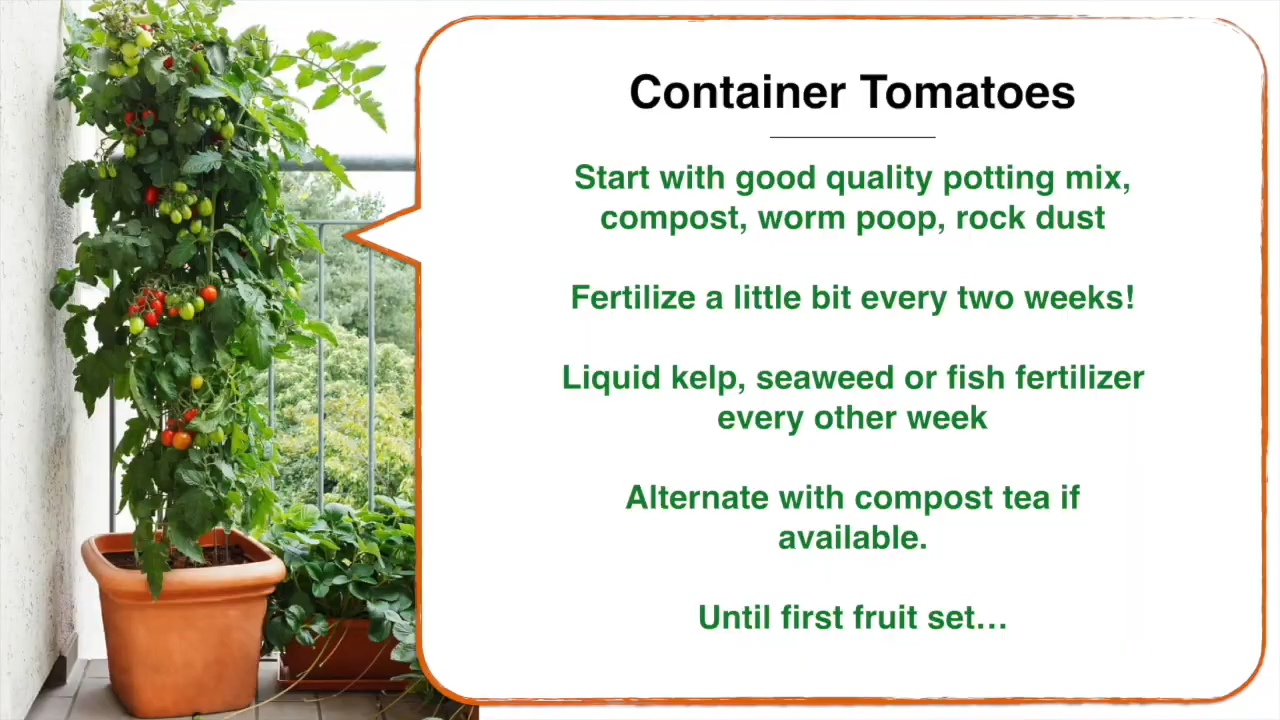 Container Tomatoes
Start with good quality potting mix,
compost, worm poop, rock dust
Fertilize a little bit every two weeks!
Liquid kelp, seaweed or fish fertilizer
every other week
Alternate with compost tea if
available.
Until first fruit set…